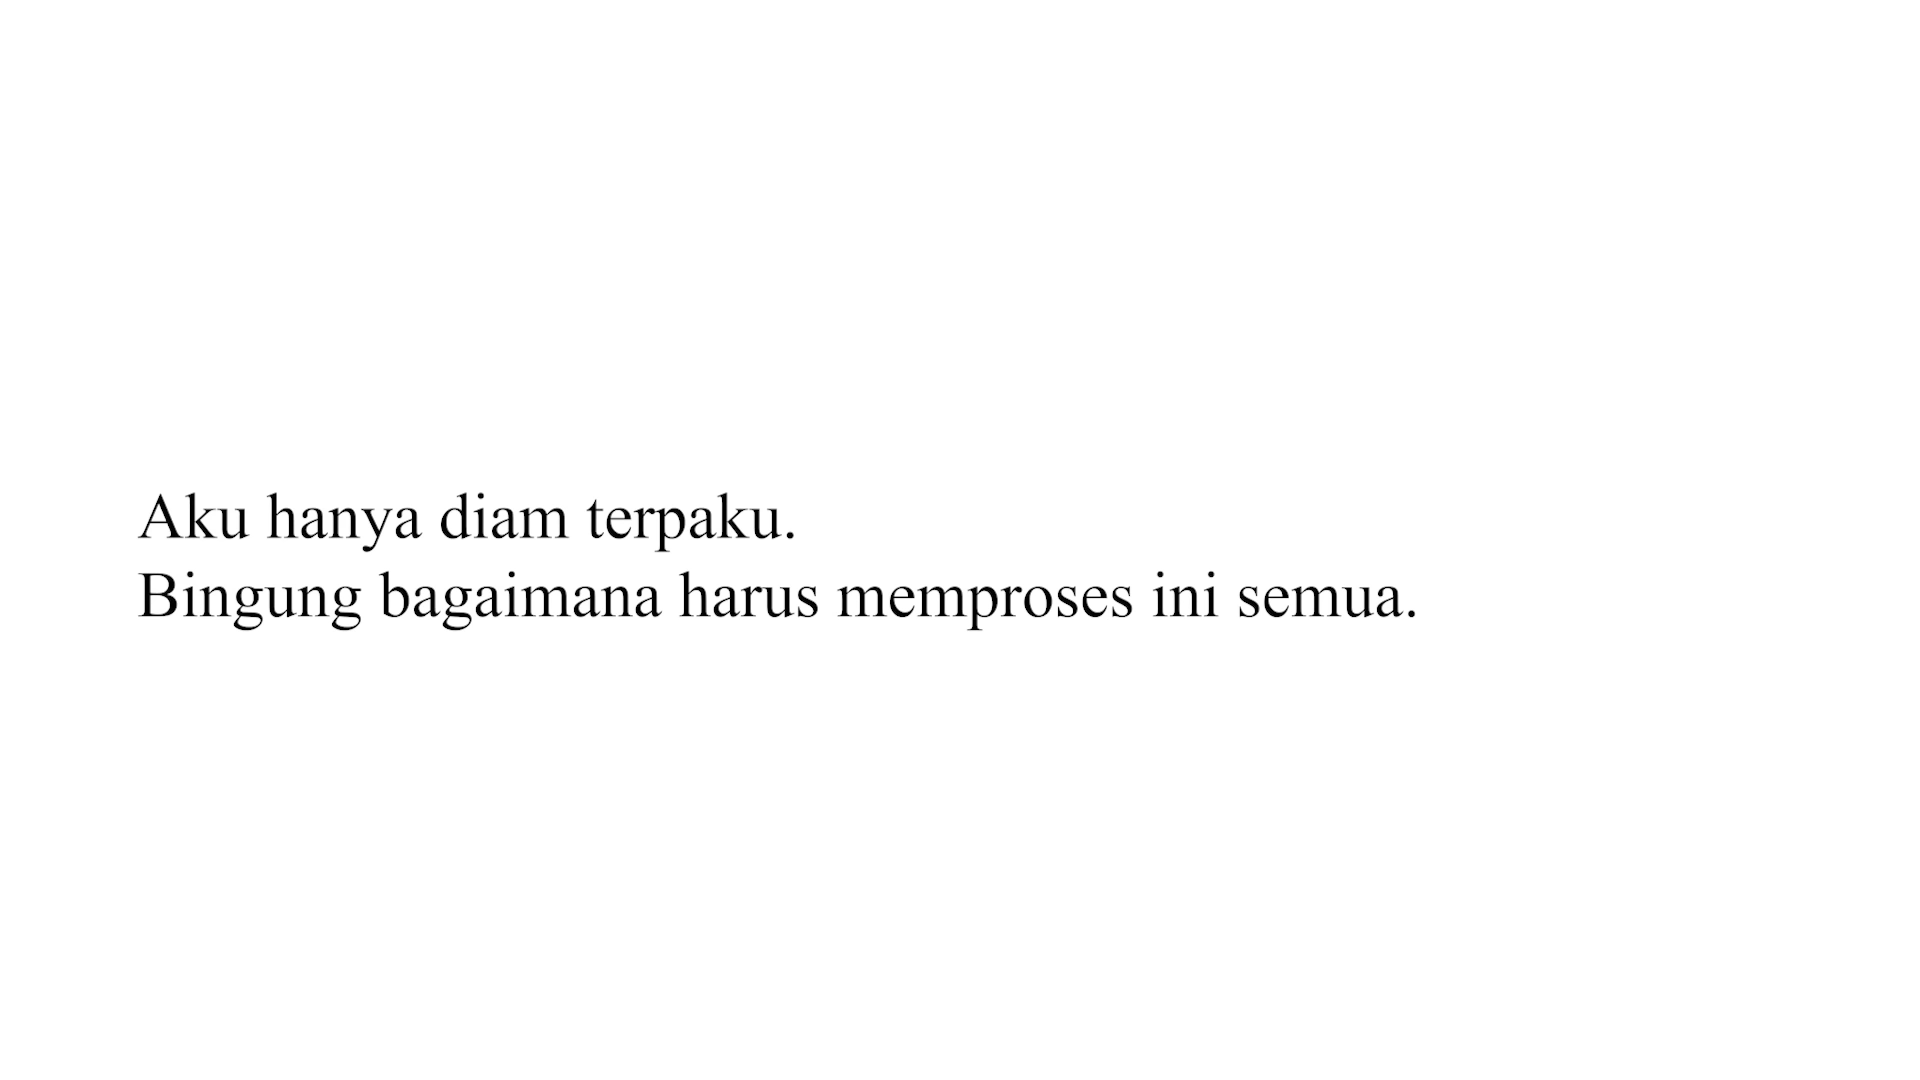 Aku hanya diam terpaku.
Bingung bagaimana harus memproses ini semua.